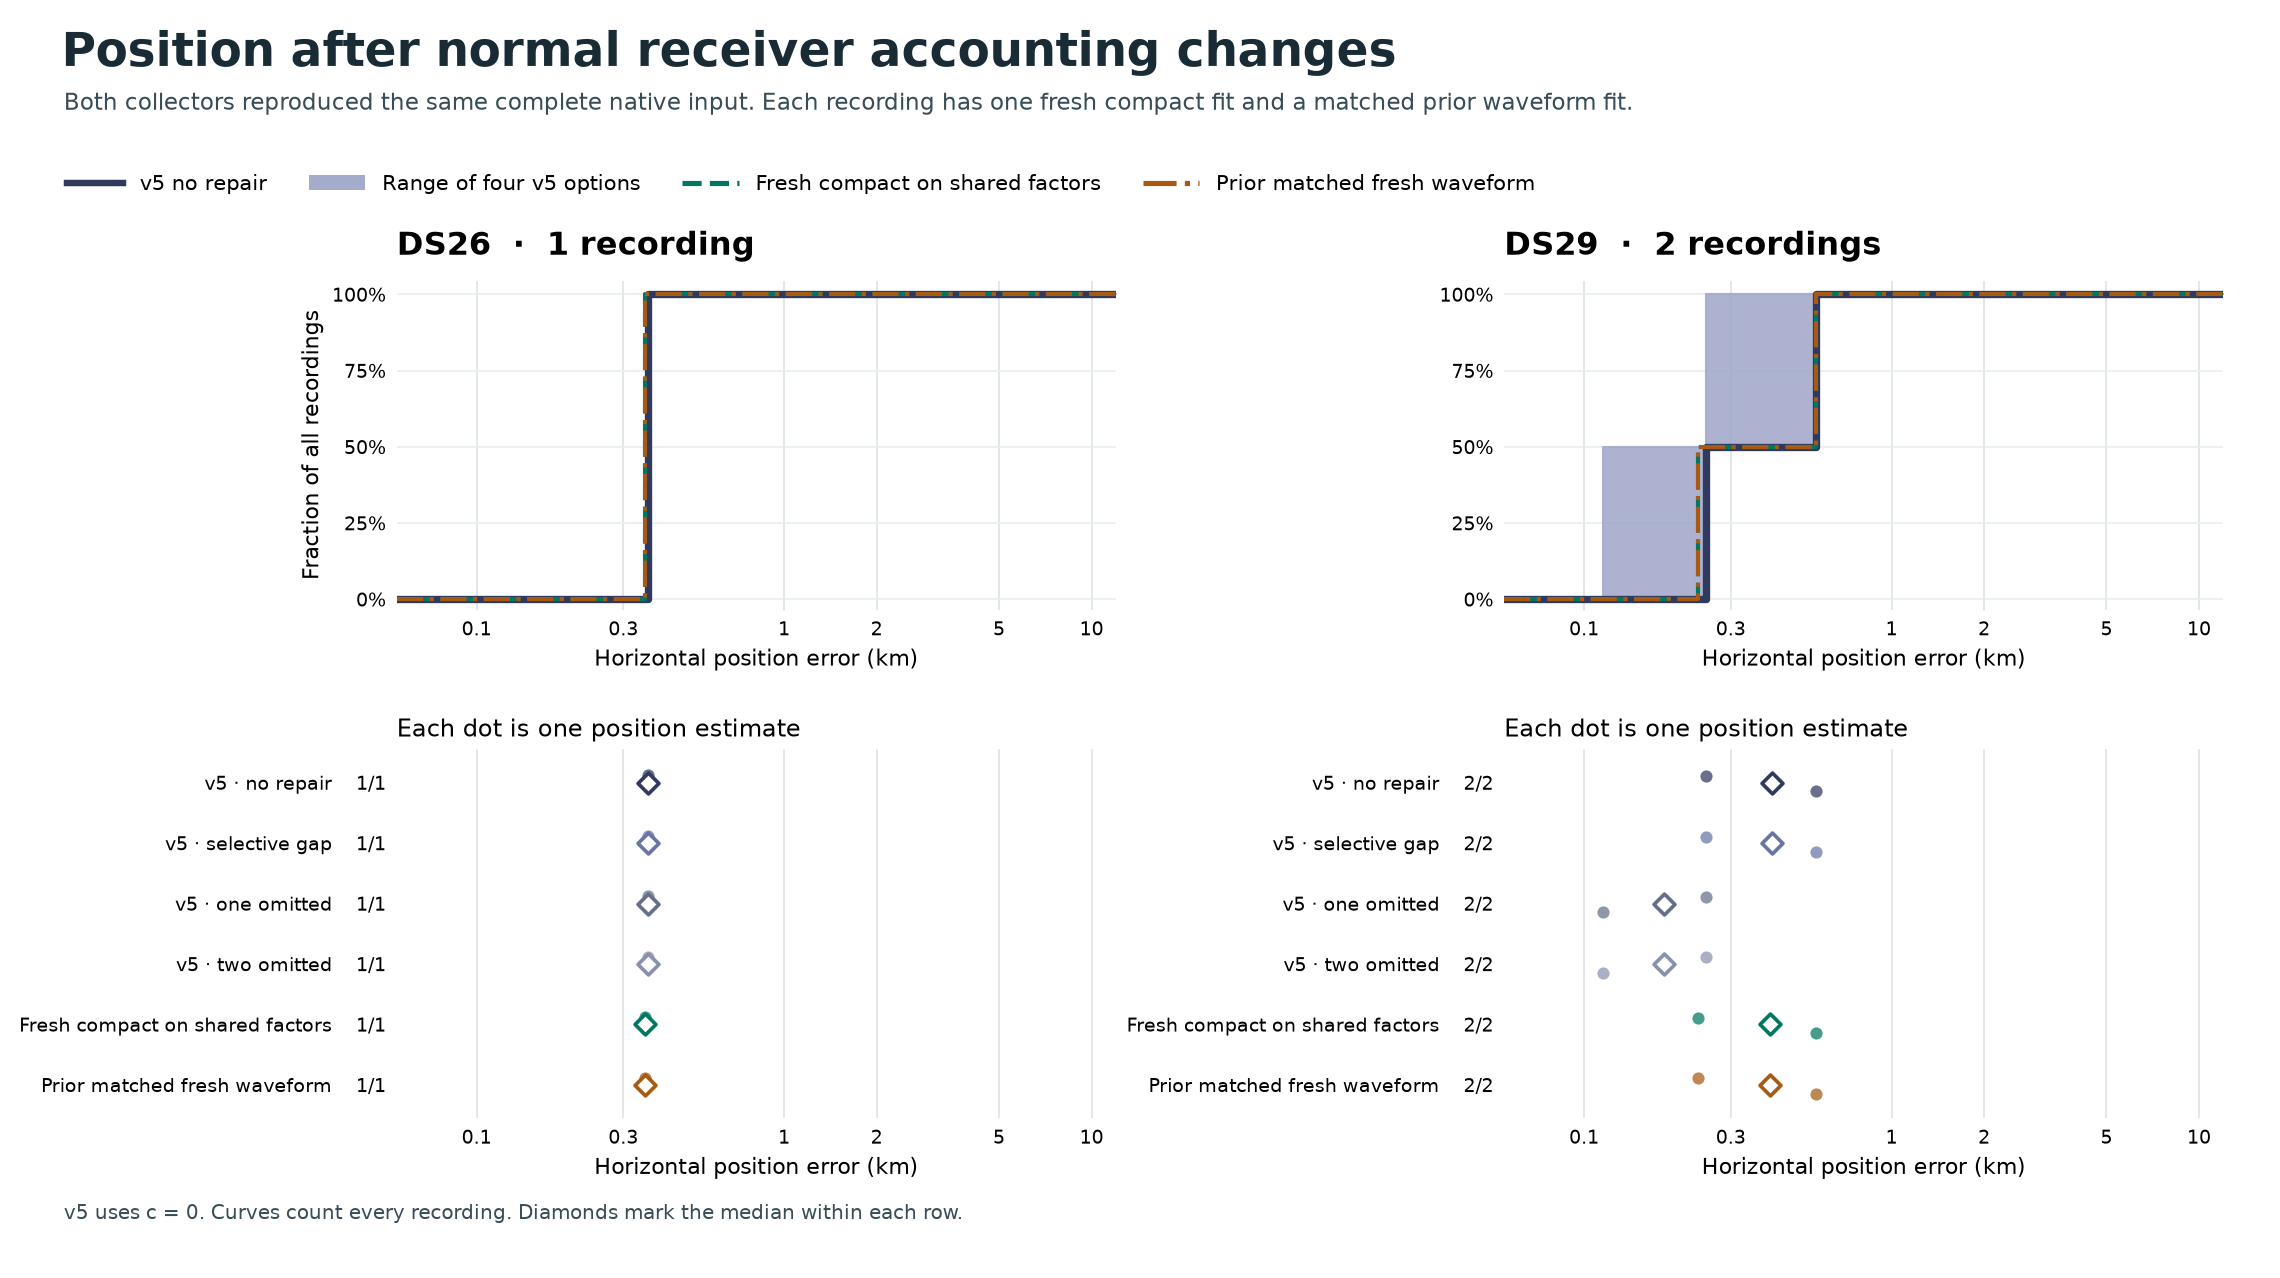 Position after normal receiver accounting changes
Both collectors reproduced the same complete native input. Each recording has one fresh compact fit and a matched prior waveform fit.
v5 no repair
Range of four v5 options
Fresh compact on shared factors
Prior matched fresh waveform
DS26 · 1 recording
Fraction of all recordings
100%
75%
50%
25%
0%
0.1 0.3 1 2 5 10
Horizontal position error (km)
DS29 · 2 recordings
100%
75%
50%
25%
0%
0.1 0.3 1 2 5 10
Horizontal position error (km)
Each dot is one position estimate
v5 · no repair 1/1
v5 · selective gap 1/1
v5 · one omitted 1/1
v5 · two omitted 1/1
Fresh compact on shared factors 1/1
Prior matched fresh waveform 1/1
0.1 0.3 1 2 5 10
Horizontal position error (km)
Each dot is one position estimate
v5 · no repair 2/2
v5 · selective gap 2/2
v5 · one omitted 2/2
v5 · two omitted 2/2
Fresh compact on shared factors 2/2
Prior matched fresh waveform 2/2
0.1 0.3 1 2 5 10
Horizontal position error (km)
v5 uses c = 0. Curves count every recording. Diamonds mark the median within each row.